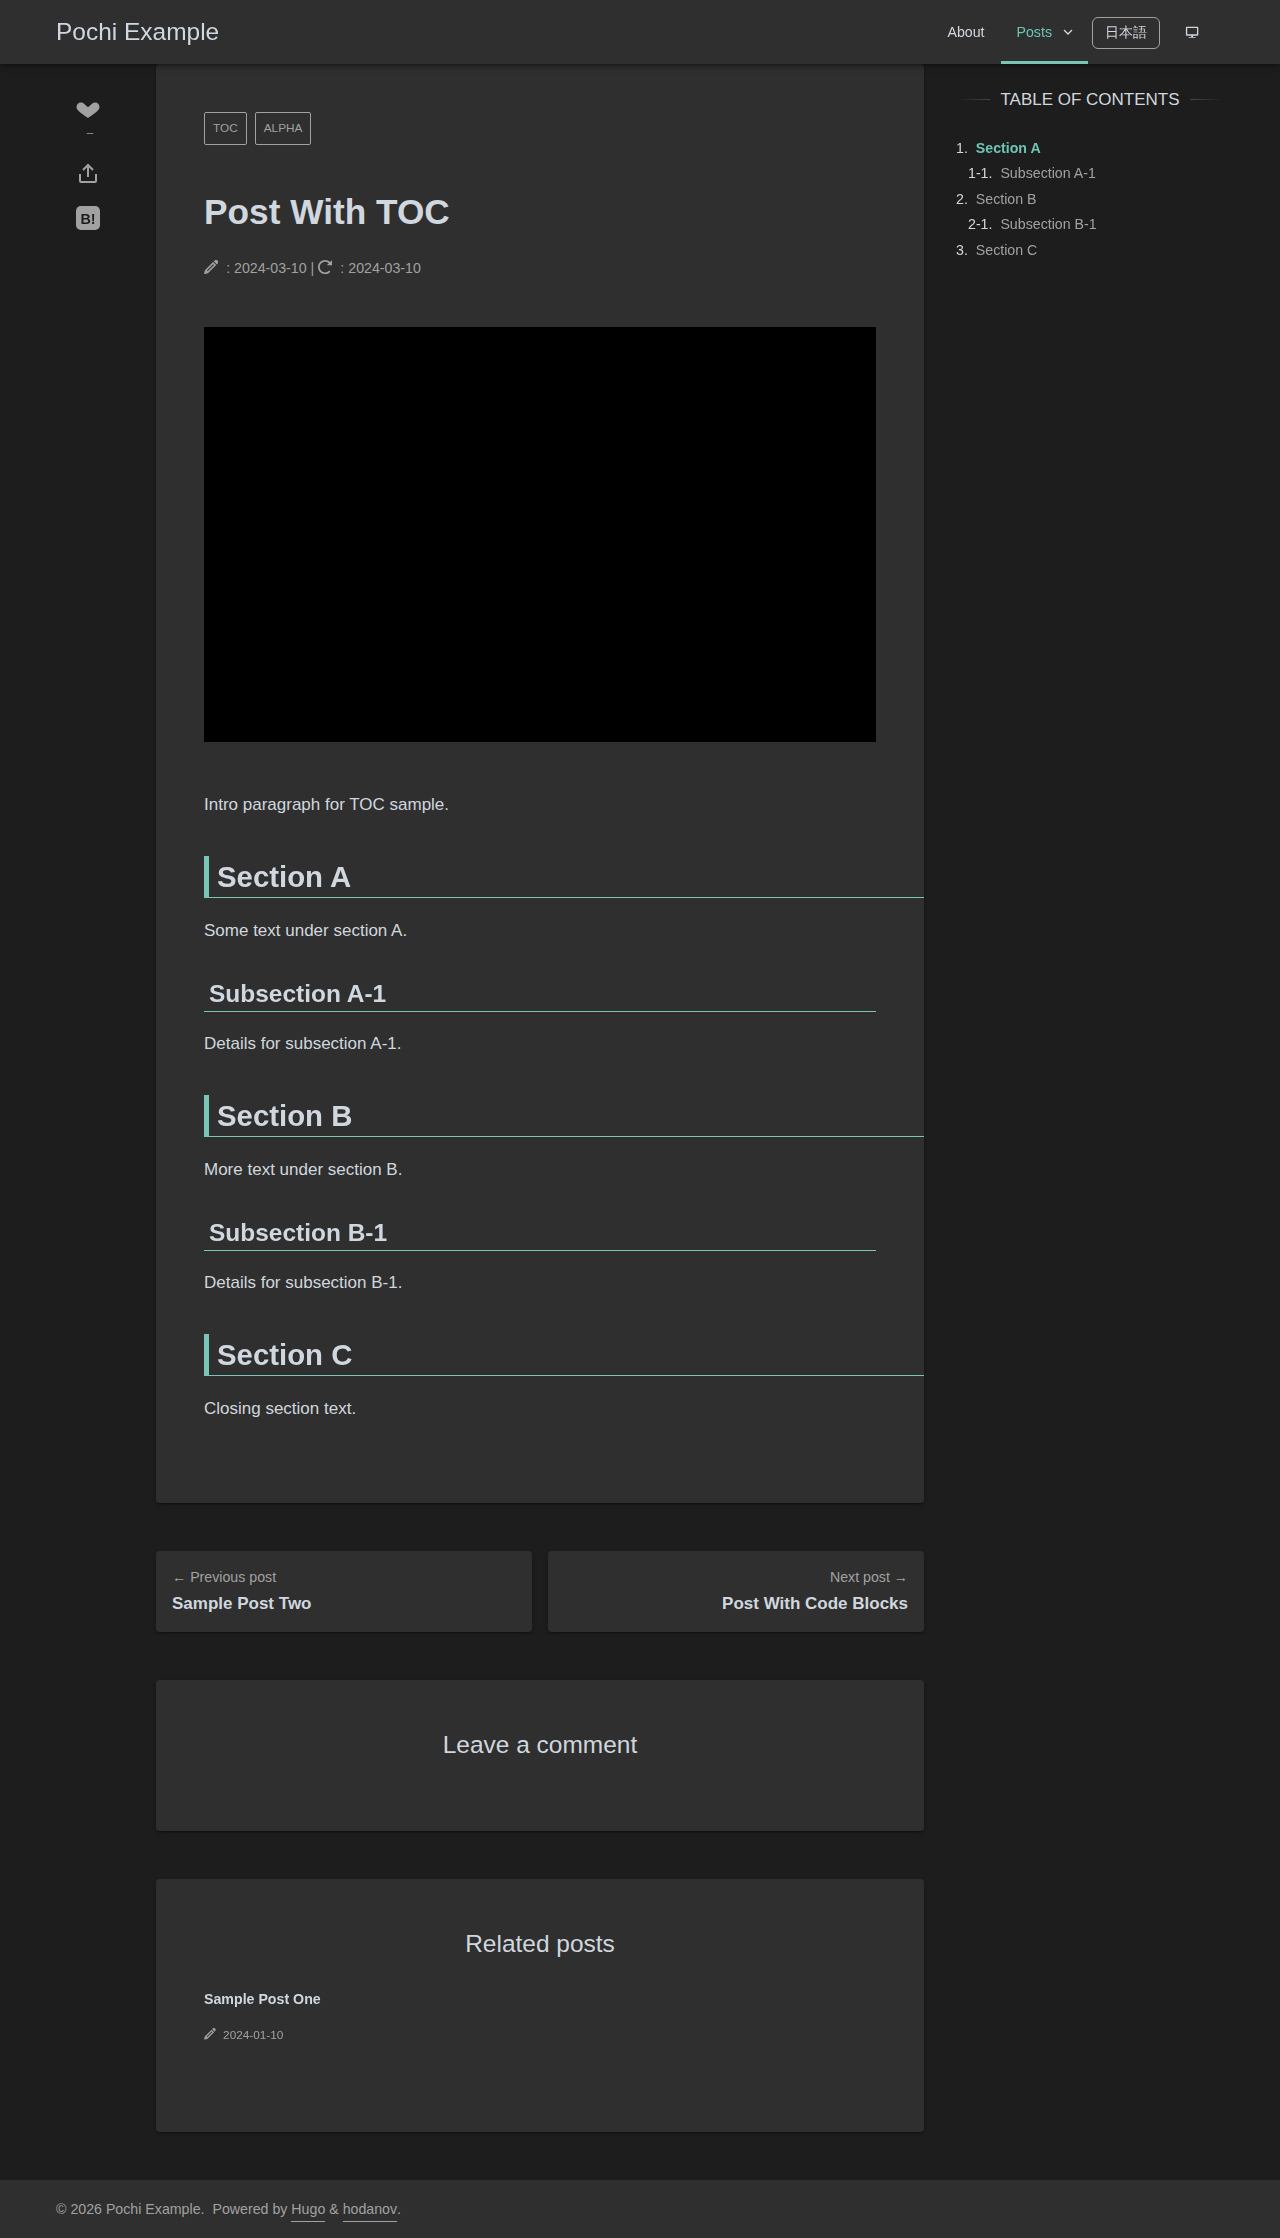 Pochi Example
About
Posts
日本語
–
B!
TOC
ALPHA
Post With TOC
: 2024-03-10 | : 2024-03-10
Intro paragraph for TOC sample.
Section A
Some text under section A.
Subsection A-1
Details for subsection A-1.
Section B
More text under section B.
Subsection B-1
Details for subsection B-1.
Section C
Closing section text.
TABLE OF CONTENTS
1. Section A
1-1. Subsection A-1
2. Section B
2-1. Subsection B-1
3. Section C
← Previous post
Sample Post Two
Next post →
Post With Code Blocks
Leave a comment
Related posts
Sample Post One
2024-01-10
© 2026 Pochi Example. Powered by Hugo & hodanov.